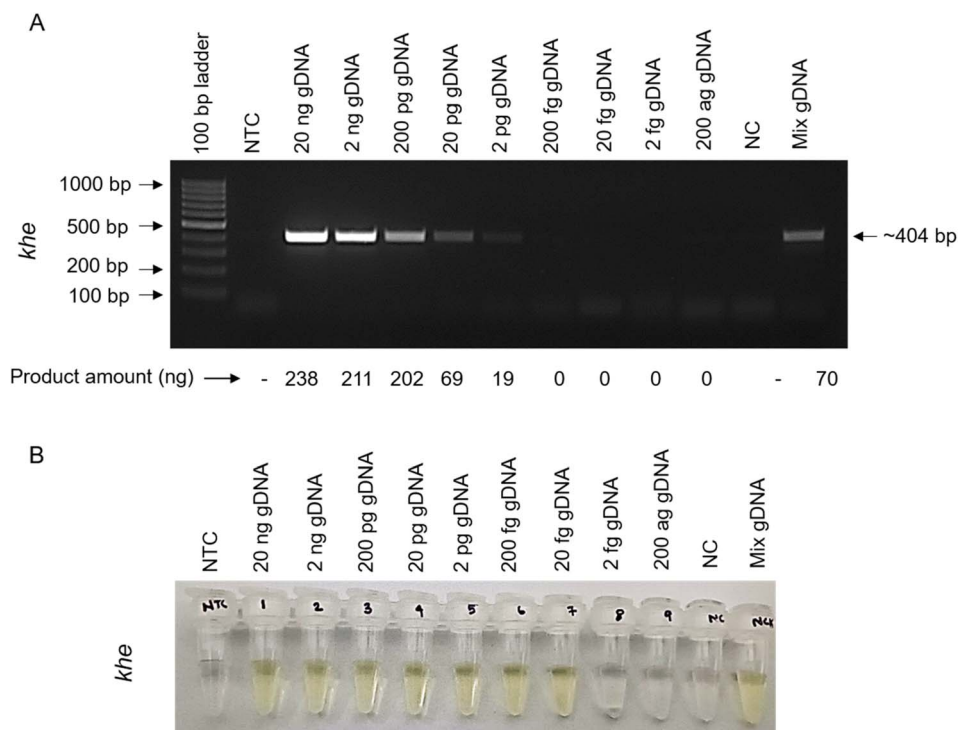 A
100 bp ladder
NTC
20 ng gDNA
2 ng gDNA
200 pg gDNA
20 pg gDNA
2 pg gDNA
200 fg gDNA
20 fg gDNA
2 fg gDNA
200 ag gDNA
NC
Mix gDNA
khe
1000 bp
500 bp
200 bp
100 bp
~404 bp
Product amount (ng) - 238 211 202 69 19 0 0 0 0 - 70
B
NTC
20 ng gDNA
2 ng gDNA
200 pg gDNA
20 pg gDNA
2 pg gDNA
200 fg gDNA
20 fg gDNA
2 fg gDNA
200 ag gDNA
NC
Mix gDNA
khe
NTC 1 2 3 4 5 6 7 8 9 NC